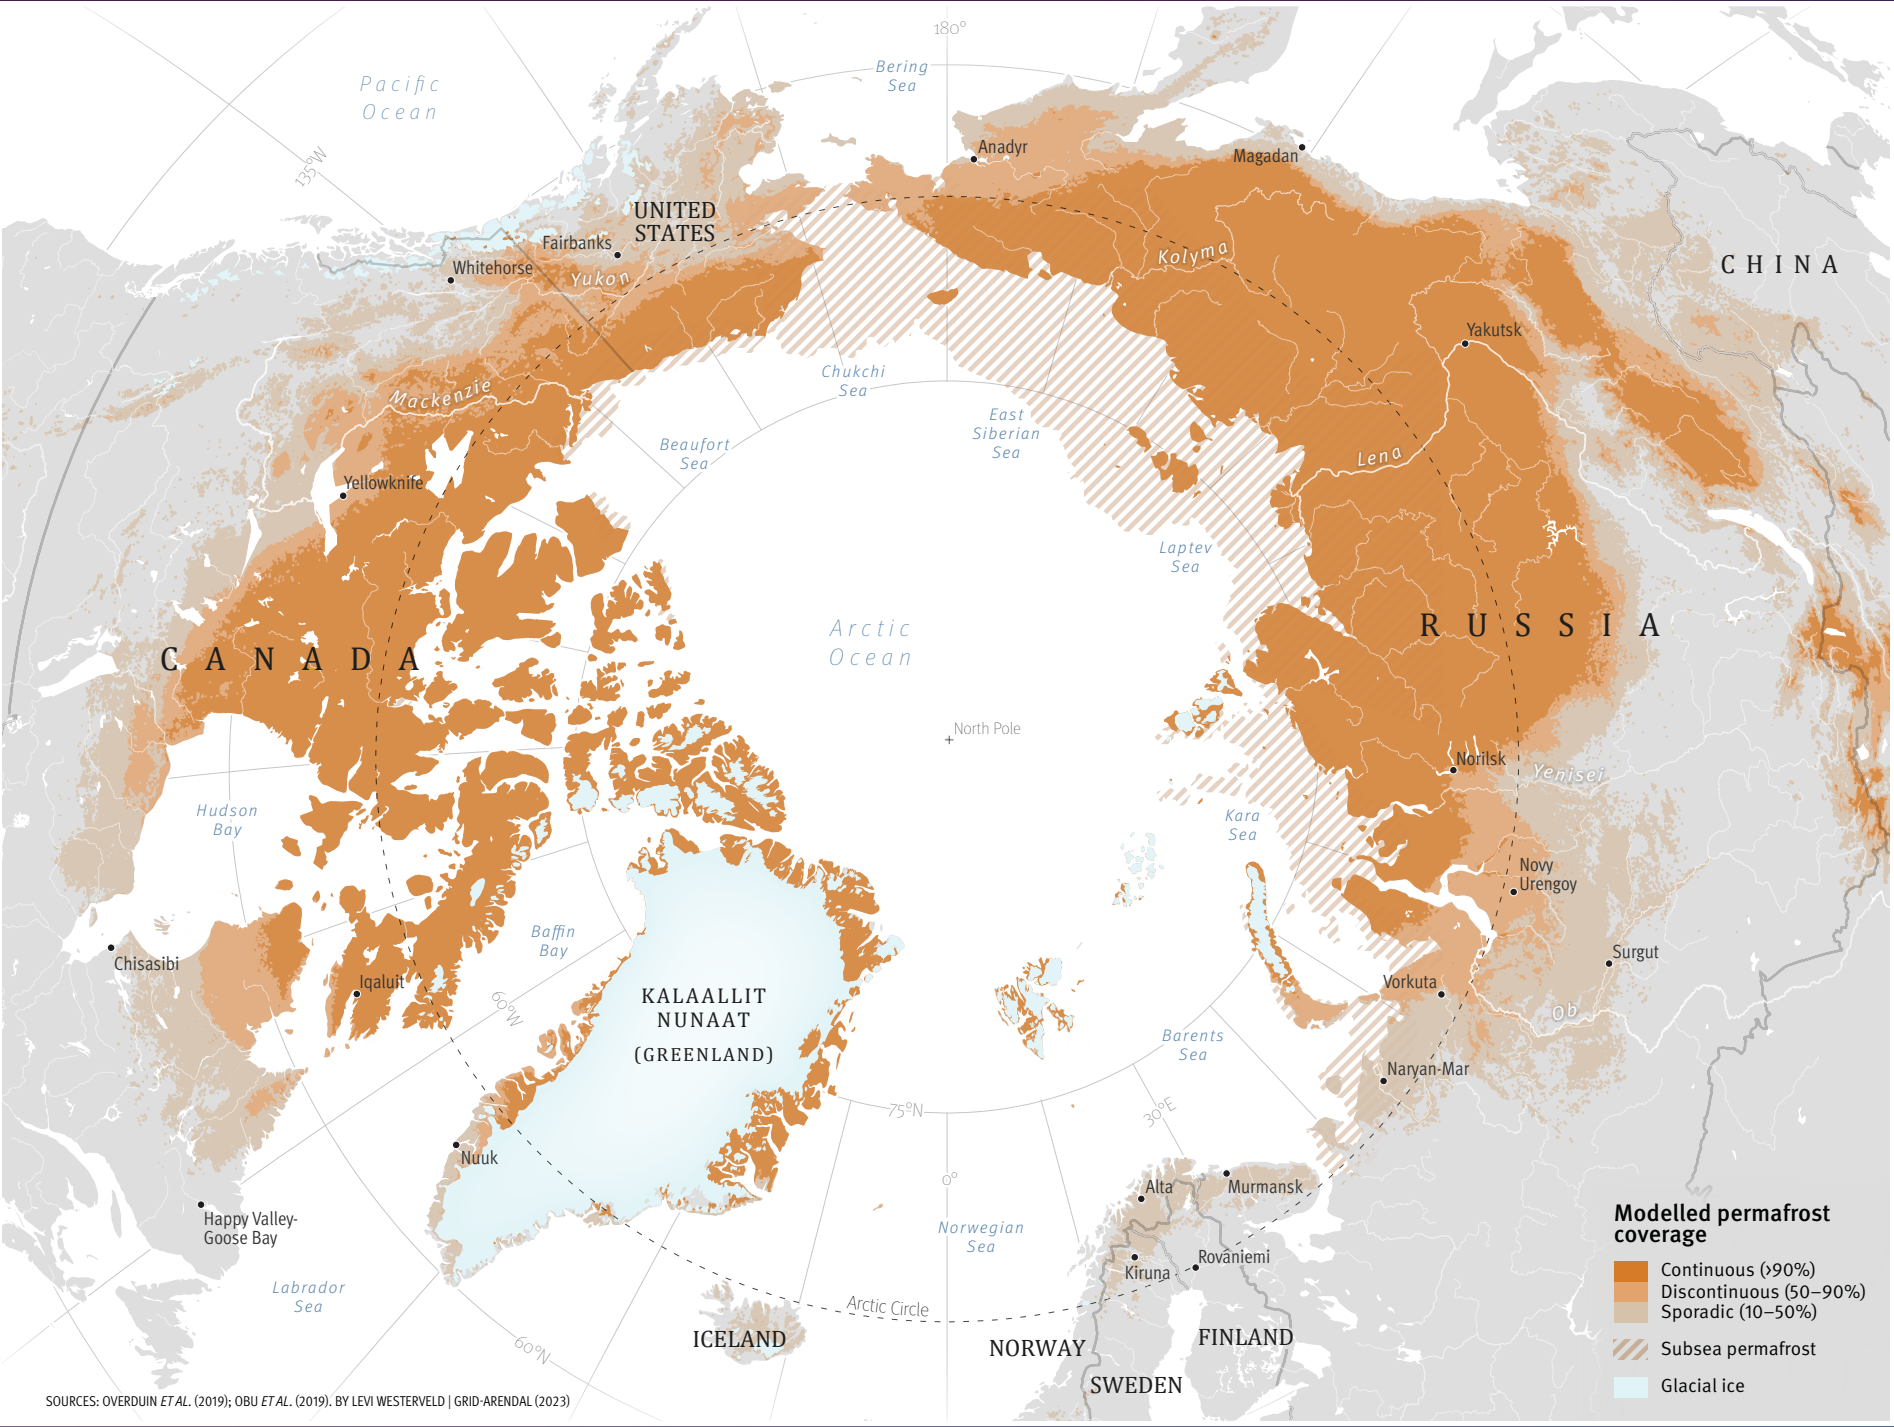 180°
Bering
Sea
Pacific
Ocean
135°W
Anadyr
Magadan
UNITED
STATES
Fairbanks
Whitehorse
Yukon
Kolyma
CHINA
Yakutsk
Chukchi
Sea
Mackenzie
East
Siberian
Sea
Beaufort
Sea
Lena
Yellowknife
Laptev
Sea
Arctic
Ocean
RUSSIA
CANADA
North Pole
Norilsk
Yenisei
Hudson
Bay
Kara
Sea
Novy
Urengoy
Baffin
Bay
Surgut
Chisasibi
Iqaluit
Vorkuta
60°W
KALAALLIT
NUNAAT
(GREENLAND)
Ob
Barents
Sea
Naryan-Mar
75°N
30°E
Nuuk
0°
Alta
Murmansk
Happy Valley-
Goose Bay
Norwegian
Sea
Rovaniemi
Kiruna
Labrador
Sea
Arctic Circle
ICELAND
NORWAY
FINLAND
60°N
SWEDEN
Modelled permafrost
coverage
Continuous (>90%)
Discontinuous (50–90%)
Sporadic (10–50%)
Subsea permafrost
Glacial ice
SOURCES: OVERDUIN ET AL. (2019); OBU ET AL. (2019). BY LEVI WESTERVELD | GRID-ARENDAL (2023)